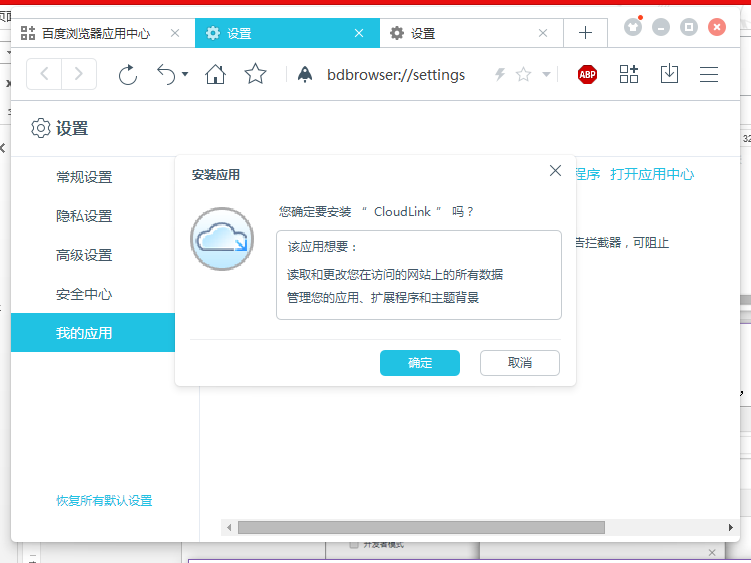 百度浏览器应用中心
设置
设置
bdbrowser://settings
ABP
设置
常规设置
隐私设置
高级设置
安全中心
我的应用
恢复所有默认设置
程序 打开应用中心
告拦截器，可阻止
安装应用
您确定要安装 “ CloudLink ” 吗？
该应用想要：
读取和更改您在访问的网站上的所有数据
管理您的应用、扩展程序和主题背景
确定
取消
开发者模式